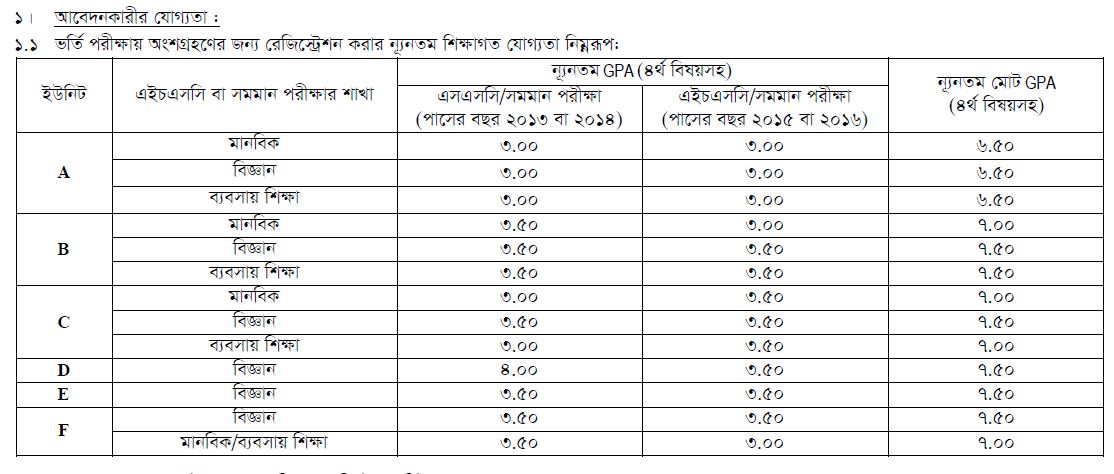 ১। আবেদনকারীর যোগ্যতা :
১.১ ভর্তি পরীক্ষায় অংশগ্রহণের জন্য রেজিস্ট্রেশন করার ন্যূনতম শিক্ষাগত যোগ্যতা নিম্নরূপ:
ইউনিট এইচএসসি বা সমমান পরীক্ষার শাখা ন্যূনতম GPA (৪র্থ বিষয়সহ) ন্যূনতম মোট GPA (৪র্থ বিষয়সহ)
এসএসসি/সমমান পরীক্ষা (পাসের বছর ২০১৩ বা ২০১৪) এইচএসসি/সমমান পরীক্ষা (পাসের বছর ২০১৫ বা ২০১৬)
A মানবিক ৩.০০ ৩.০০ ৬.৫০
বিজ্ঞান ৩.০০ ৩.০০ ৬.৫০
ব্যবসায় শিক্ষা ৩.০০ ৩.০০ ৬.৫০
B মানবিক ৩.৫০ ৩.০০ ৭.০০
বিজ্ঞান ৩.৫০ ৩.৫০ ৭.৫০
ব্যবসায় শিক্ষা ৩.৫০ ৩.৫০ ৭.৫০
C মানবিক ৩.০০ ৩.৫০ ৭.০০
বিজ্ঞান ৩.৫০ ৩.৫০ ৭.৫০
ব্যবসায় শিক্ষা ৩.০০ ৩.৫০ ৭.০০
D বিজ্ঞান ৪.০০ ৩.৫০ ৭.৫০
E বিজ্ঞান ৩.৫০ ৩.৫০ ৭.৫০
F বিজ্ঞান ৩.৫০ ৩.৫০ ৭.৫০
মানবিক/ব্যবসায় শিক্ষা ৩.৫০ ৩.০০ ৭.০০